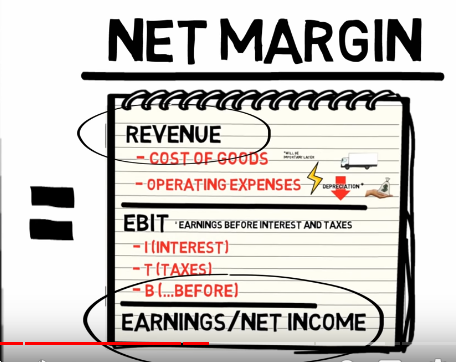 NET MARGIN
=
REVENUE
- COST OF GOODS *WILL BE IMPORTANT LATER
- OPERATING EXPENSES DEPRECIATION*
EBIT *EARNINGS BEFORE INTEREST AND TAXES
- I (INTEREST)
- T (TAXES)
- B (...BEFORE)
EARNINGS/NET INCOME